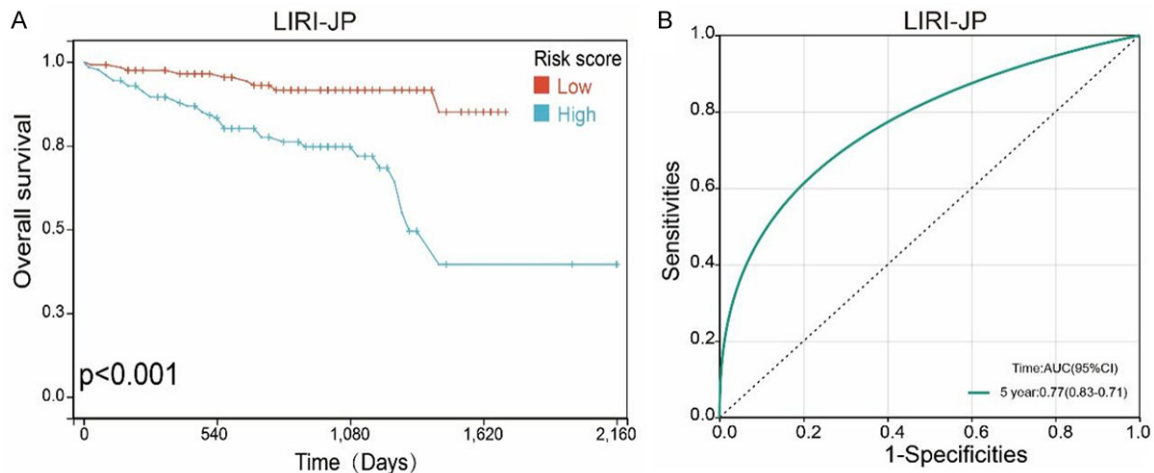 A
LIRI-JP
Risk score
Low
High
Overall survival
1.0
0.8
0.5
0.3
0.0
p<0.001
0
540
1,080
1,620
2,160
Time (Days)
B
LIRI-JP
Sensitivities
1.0
0.8
0.6
0.4
0.2
0.0
Time:AUC(95%CI)
5 year:0.77(0.83-0.71)
0.0
0.2
0.4
0.6
0.8
1.0
1-Specificities